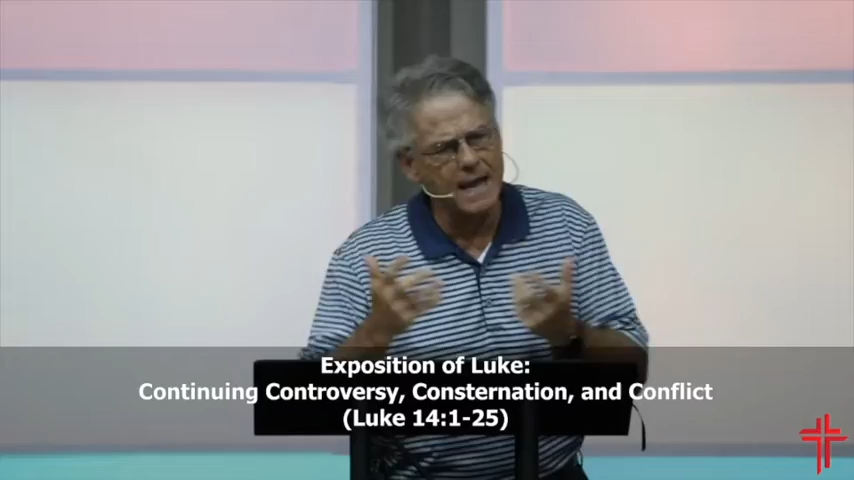 Exposition of Luke:
Continuing Controversy, Consternation, and Conflict
(Luke 14:1-25)